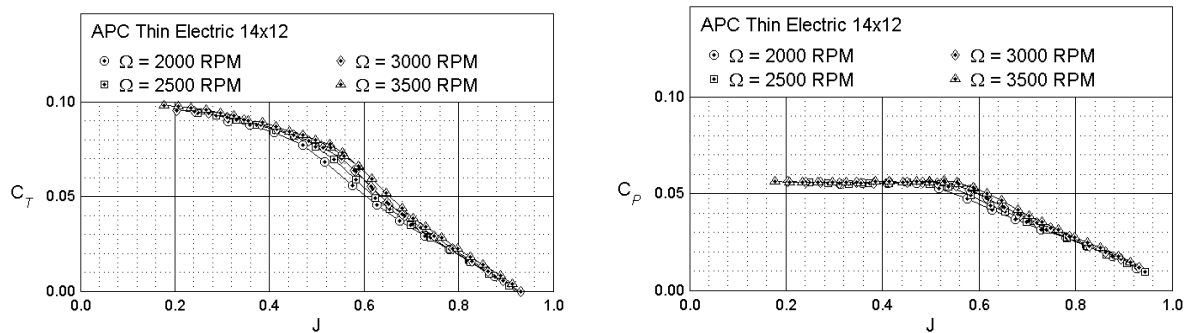 APC Thin Electric 14x12
Ω = 2000 RPM
Ω = 3000 RPM
Ω = 2500 RPM
Ω = 3500 RPM
0.10
C_T
0.05
0.00
0.0 0.2 0.4 0.6 0.8 1.0
J
APC Thin Electric 14x12
Ω = 2000 RPM
Ω = 3000 RPM
Ω = 2500 RPM
Ω = 3500 RPM
0.10
C_P
0.05
0.00
0.0 0.2 0.4 0.6 0.8 1.0
J